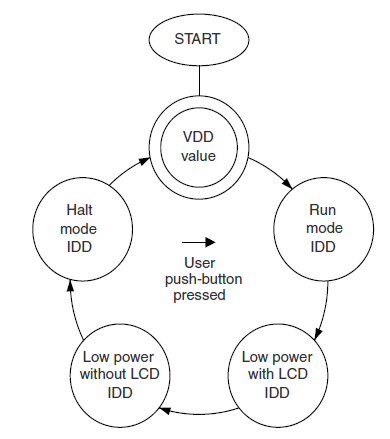 START
VDD
value
Run
mode
IDD
Low power
with LCD
IDD
Low power
without LCD
IDD
Halt
mode
IDD
User
push-button
pressed